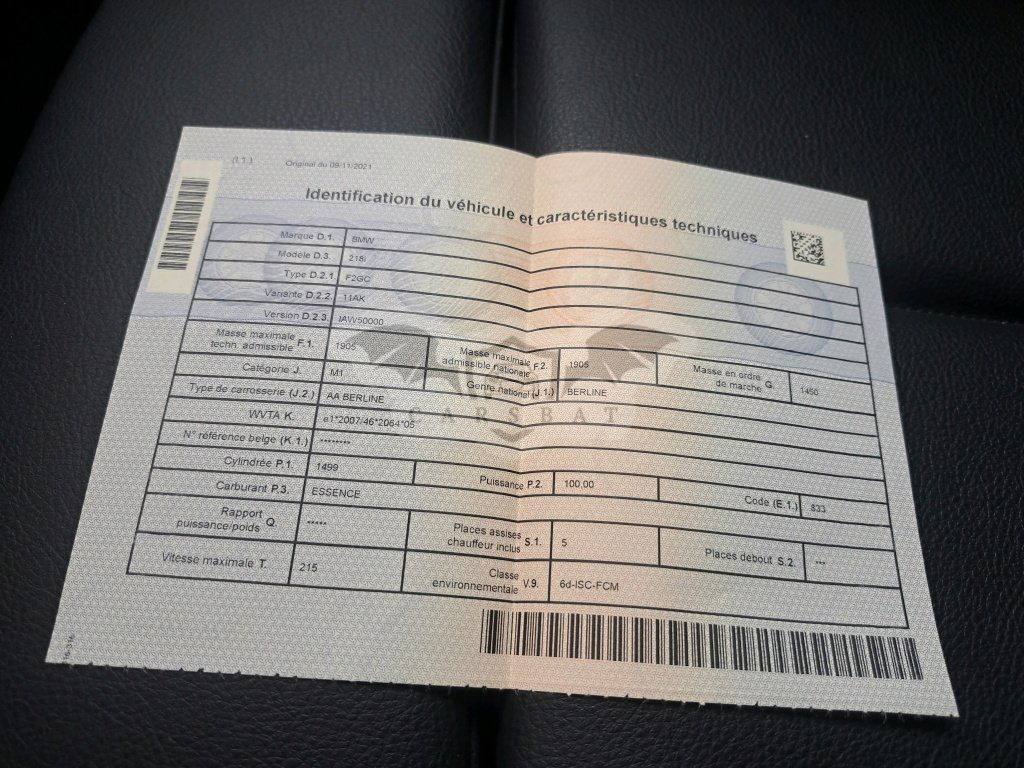 (I.1.) Original du 09/11/2021
Identification du véhicule et caractéristiques techniques
Marque D.1. BMW
Modèle D.3. 218i
Type D.2.1. F2GC
Variante D.2.2. 11AK
Version D.2.3. IAW50000
Masse maximale techn. admissible F.1. 1905 Masse maximale admissible nationale F.2. 1905 Masse en ordre de marche G. 1450
Catégorie J. M1 Genre national (J.1.) BERLINE
Type de carrosserie (J.2.) AA BERLINE
CARSBAT
WVTA K. e1*2007/46*2064*05
N° référence belge (K.1.) ********
Cylindrée P.1. 1499 Puissance P.2. 100,00 Code (E.1.) 833
Carburant P.3. ESSENCE
Rapport puissance/poids Q. ***** Places assises chauffeur inclus S.1. 5 Places debout S.2. ***
Vitesse maximale T. 215 Classe environnementale V.9. 6d-ISC-FCM